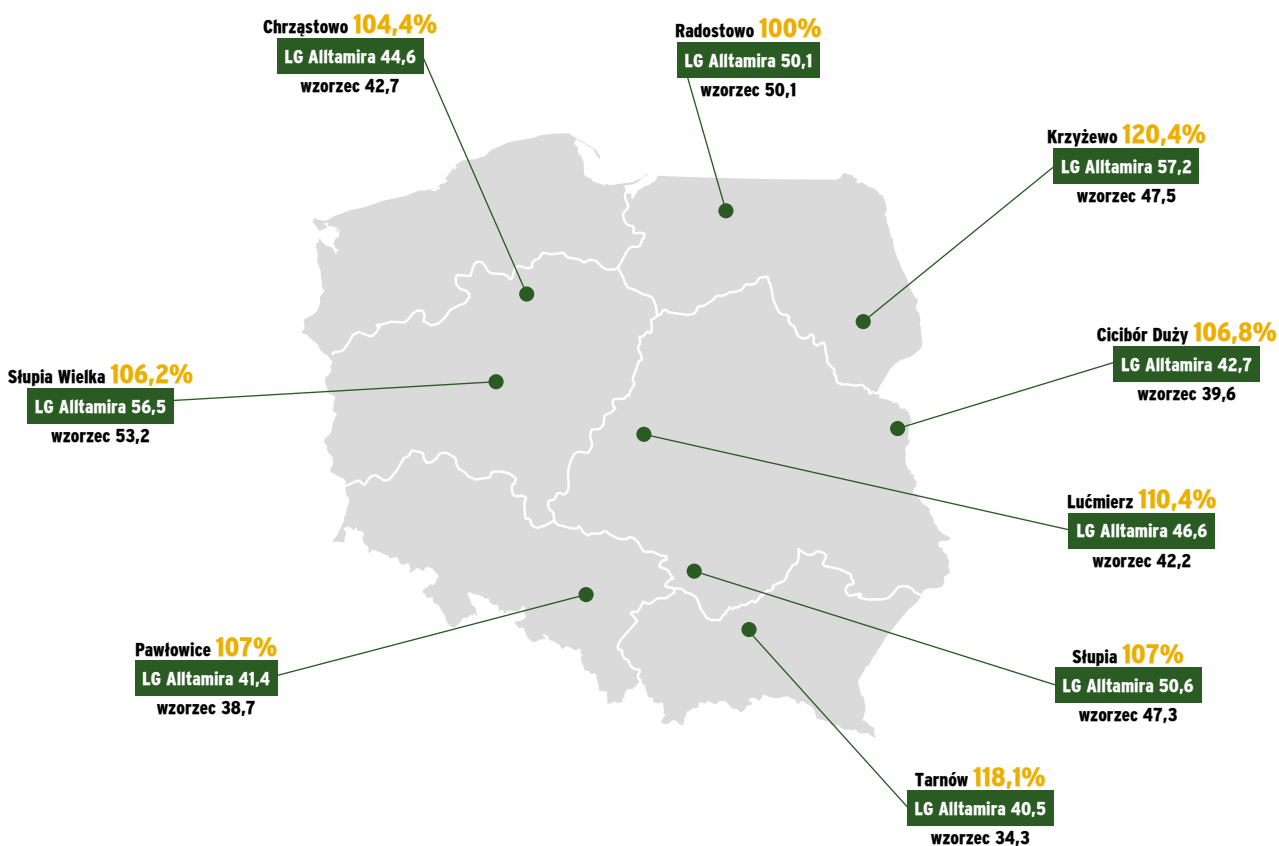 Chrząstowo 104,4%
LG Alltamira 44,6
wzorzec 42,7
Radostowo 100%
LG Alltamira 50,1
wzorzec 50,1
Krzyżewo 120,4%
LG Alltamira 57,2
wzorzec 47,5
Cicibór Duży 106,8%
LG Alltamira 42,7
wzorzec 39,6
Słupia Wielka 106,2%
LG Alltamira 56,5
wzorzec 53,2
Lućmierz 110,4%
LG Alltamira 46,6
wzorzec 42,2
Pawłowice 107%
LG Alltamira 41,4
wzorzec 38,7
Słupia 107%
LG Alltamira 50,6
wzorzec 47,3
Tarnów 118,1%
LG Alltamira 40,5
wzorzec 34,3